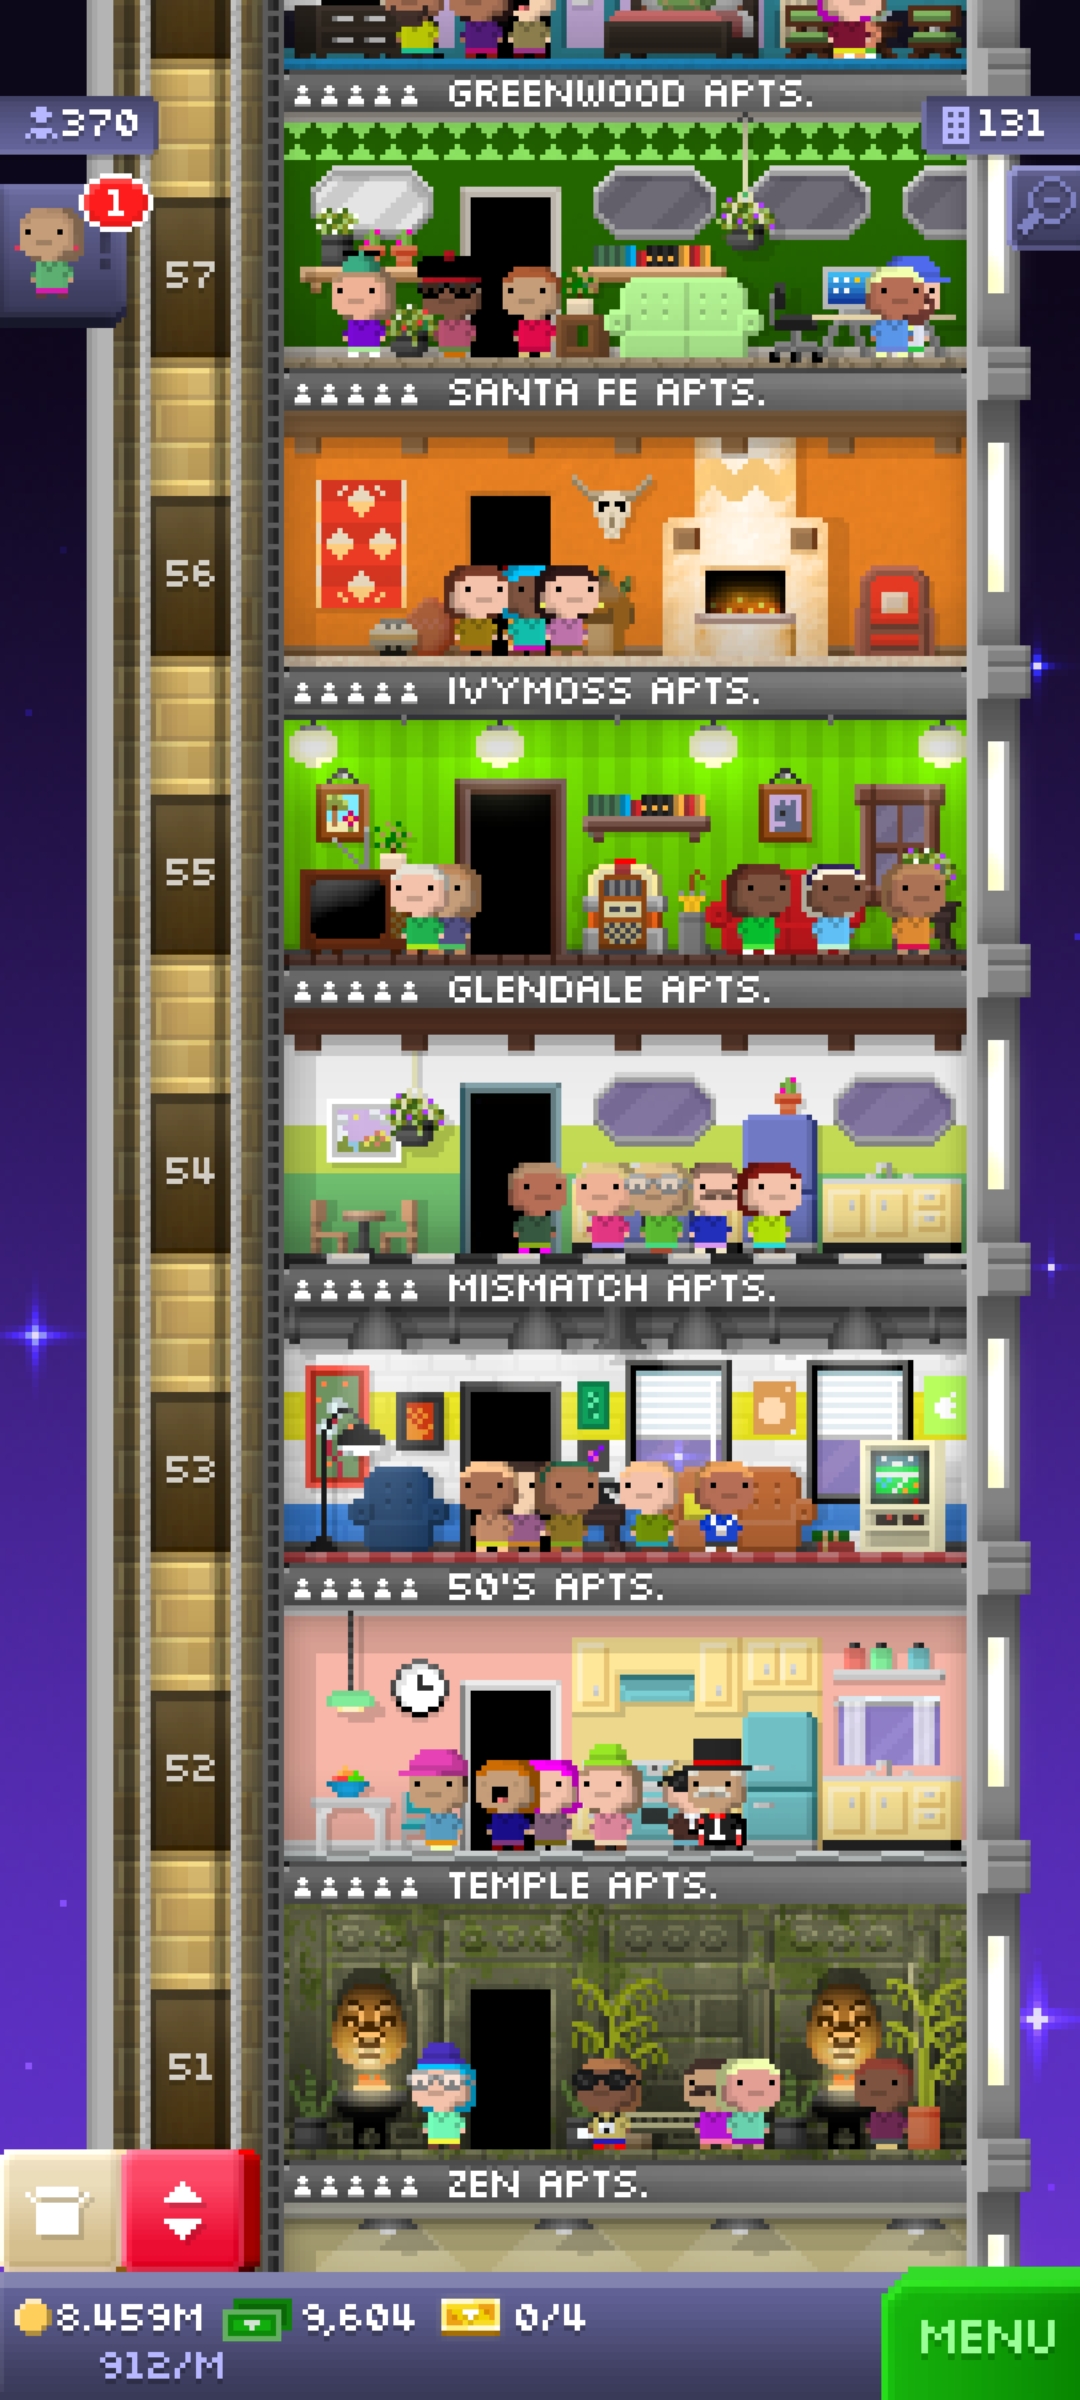 GREENWOOD APTS.
370
131
1
57
SANTA FE APTS.
56
IVYMOSS APTS.
55
GLENDALE APTS.
54
MISMATCH APTS.
53
50'S APTS.
52
TEMPLE APTS.
51
ZEN APTS.
8.459M 9,604 0/4
912/M
MENU